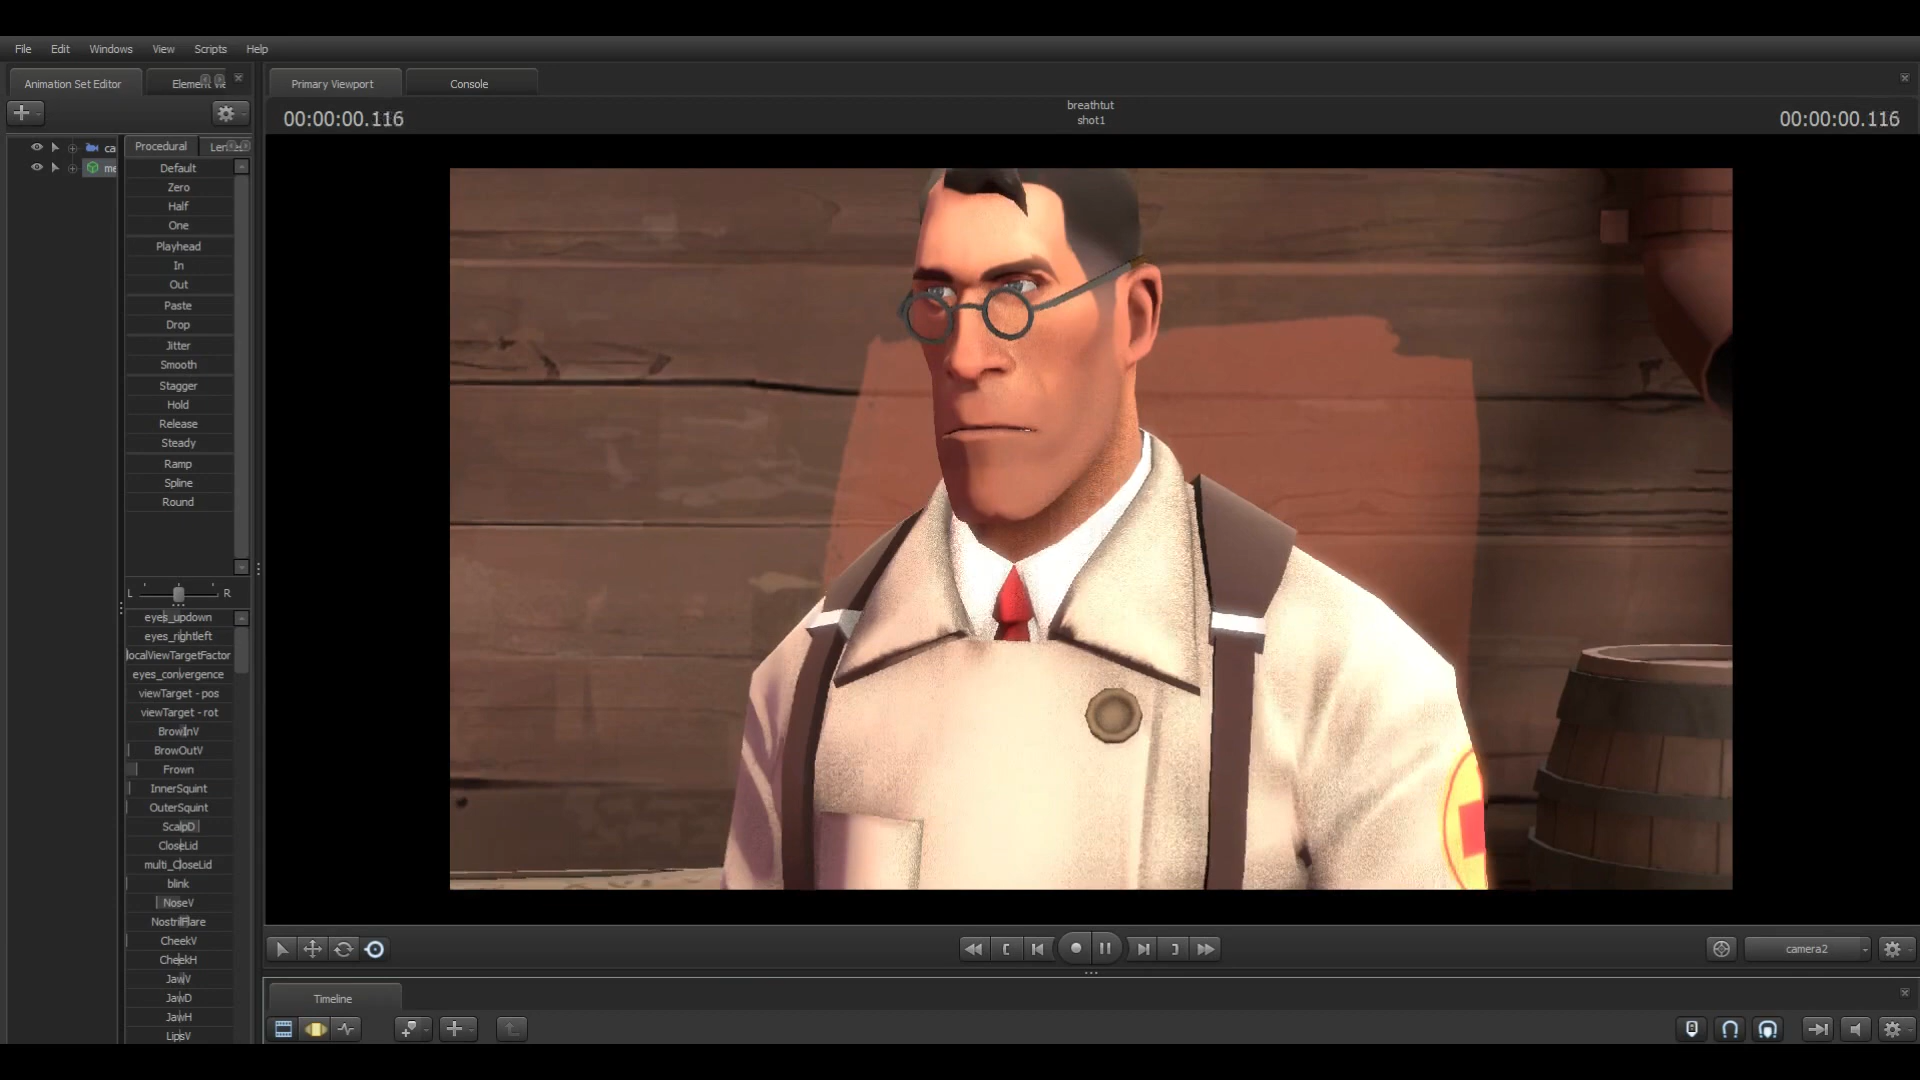 File Edit Windows View Scripts Help
Animation Set Editor
Primary Viewport Console
00:00:00.116
breathtut
shot1
00:00:00.116
ca
me
Procedural
Default
Zero
Half
One
Playhead
In
Out
Paste
Drop
Jitter
Smooth
Stagger
Hold
Release
Steady
Ramp
Spline
Round
L R
eyes_updown
eyes_rightleft
localViewTargetFactor
eyes_convergence
viewTarget - pos
viewTarget - rot
BrowInV
BrowOutV
Frown
InnerSquint
OuterSquint
ScalpD
CloseLid
multi_CloseLid
blink
NoseV
NostrilFlare
CheekV
CheekH
JawV
JawD
JawH
LipsV
camera2
Timeline